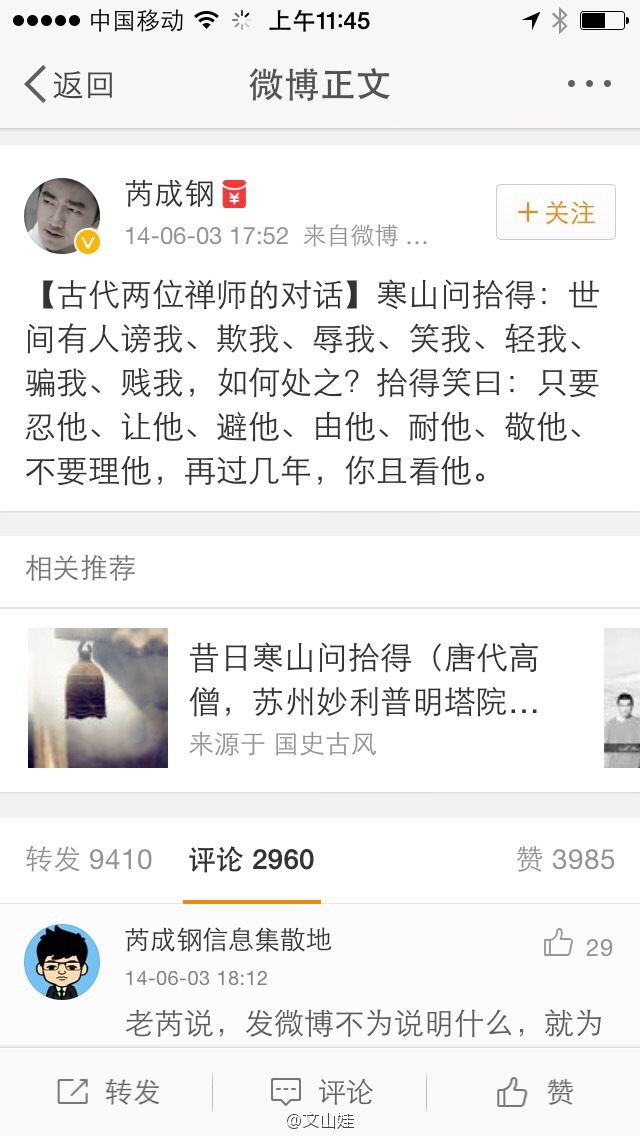 中国移动 上午11:45
返回 微博正文
芮成钢
14-06-03 17:52 来自微博 ...
+关注
【古代两位禅师的对话】寒山问拾得：世
间有人谤我、欺我、辱我、笑我、轻我、
骗我、贱我，如何处之？拾得笑曰：只要
忍他、让他、避他、由他、耐他、敬他、
不要理他，再过几年，你且看他。
相关推荐
昔日寒山问拾得（唐代高
僧，苏州妙利普明塔院...
来源于 国史古风
转发 9410 评论 2960 赞 3985
芮成钢信息集散地 29
14-06-03 18:12
老芮说，发微博不为说明什么，就为
转发 评论 赞
@文山娃